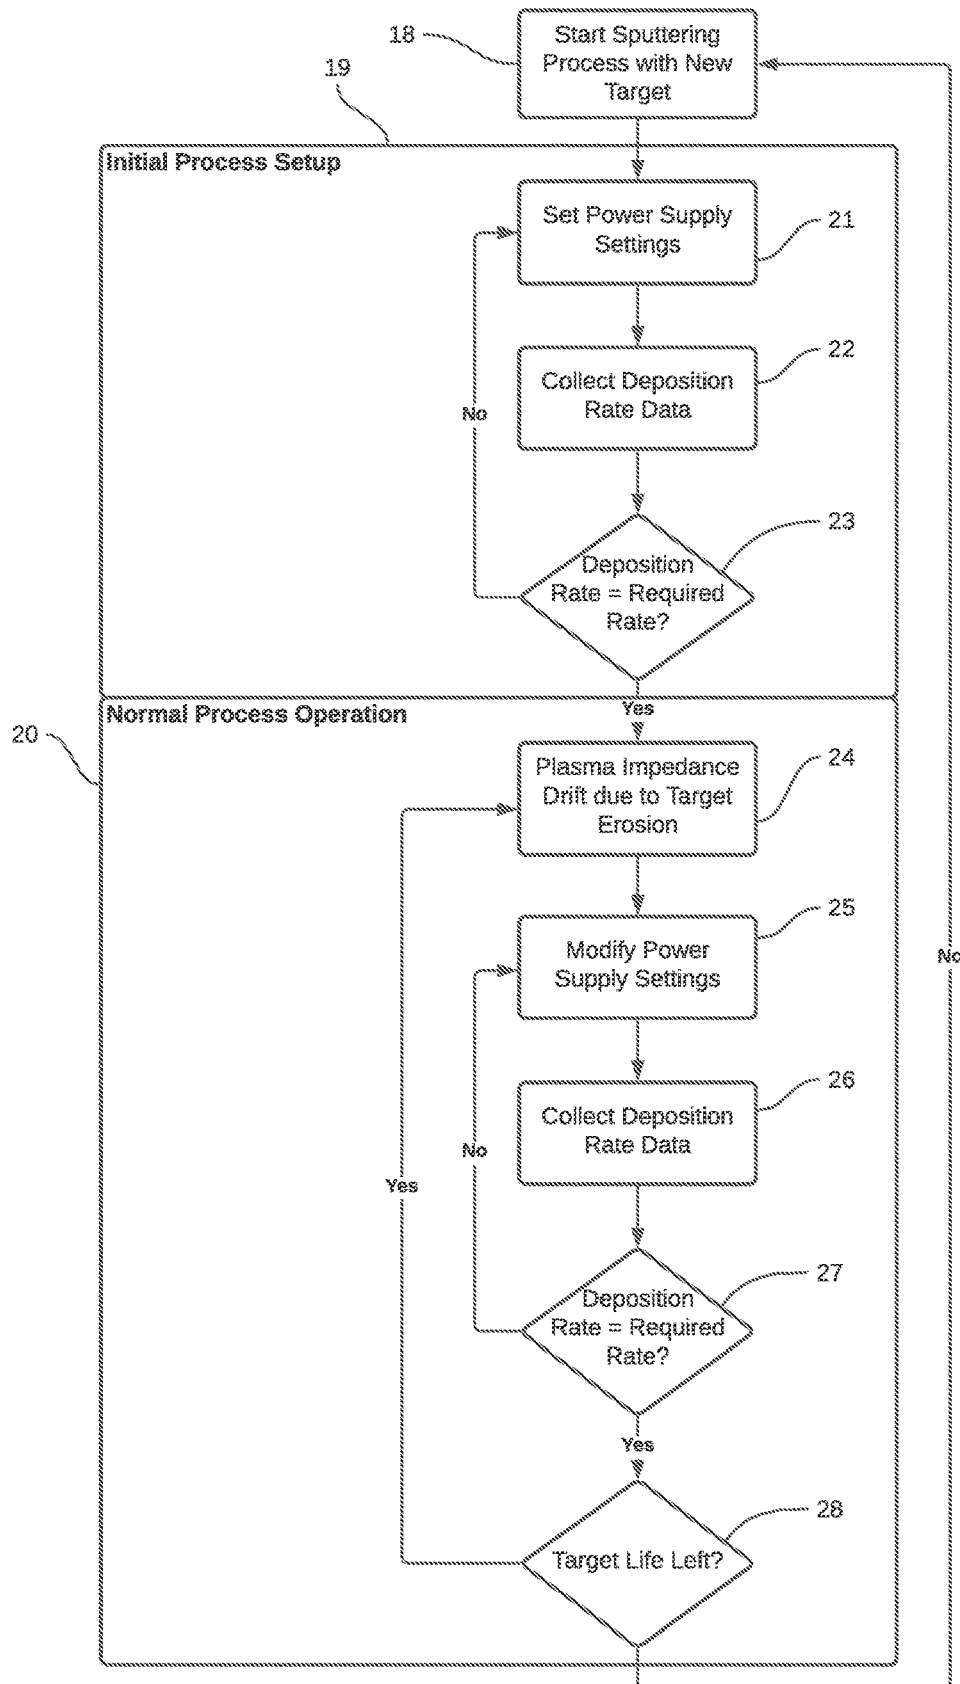 18
Start Sputtering
Process with New
Target
19
Initial Process Setup
Set Power Supply
Settings
21
Collect Deposition
Rate Data
22
No
23
Deposition
Rate = Required
Rate?
Yes
Normal Process Operation
20
Plasma Impedance
Drift due to Target
Erosion
24
Modify Power
Supply Settings
25
No
Collect Deposition
Rate Data
26
No
Yes
27
Deposition
Rate = Required
Rate?
Yes
28
Target Life Left?